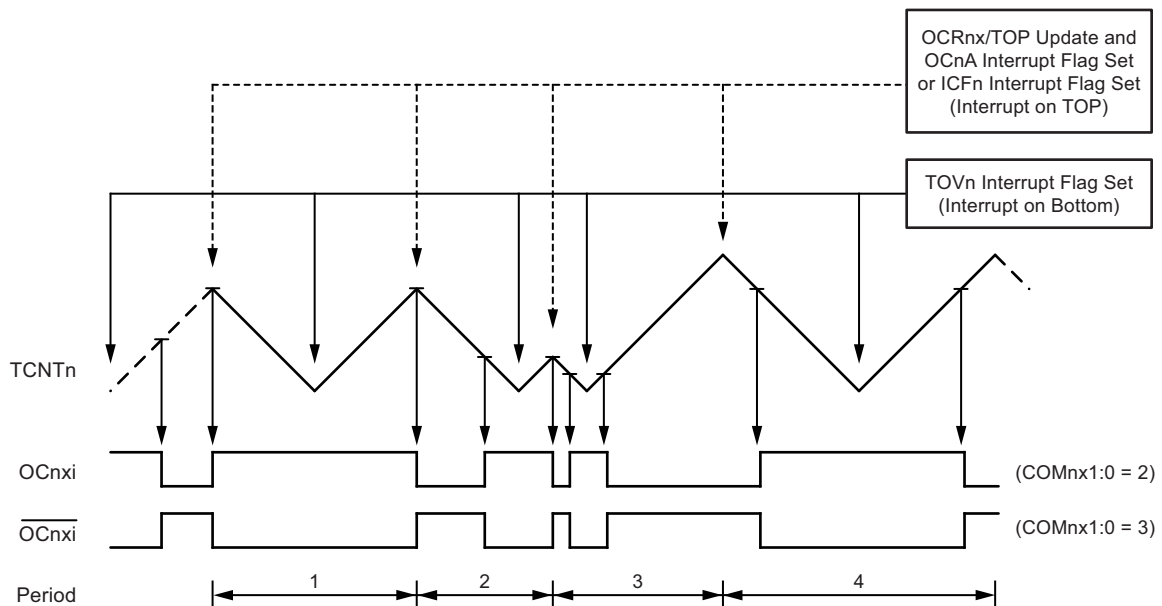 OCRnx/TOP Update and
OCnA Interrupt Flag Set
or ICFn Interrupt Flag Set
(Interrupt on TOP)
TOVn Interrupt Flag Set
(Interrupt on Bottom)
TCNTn
OCnxi
(COMnx1:0 = 2)
OCnxi
(COMnx1:0 = 3)
Period
1
2
3
4